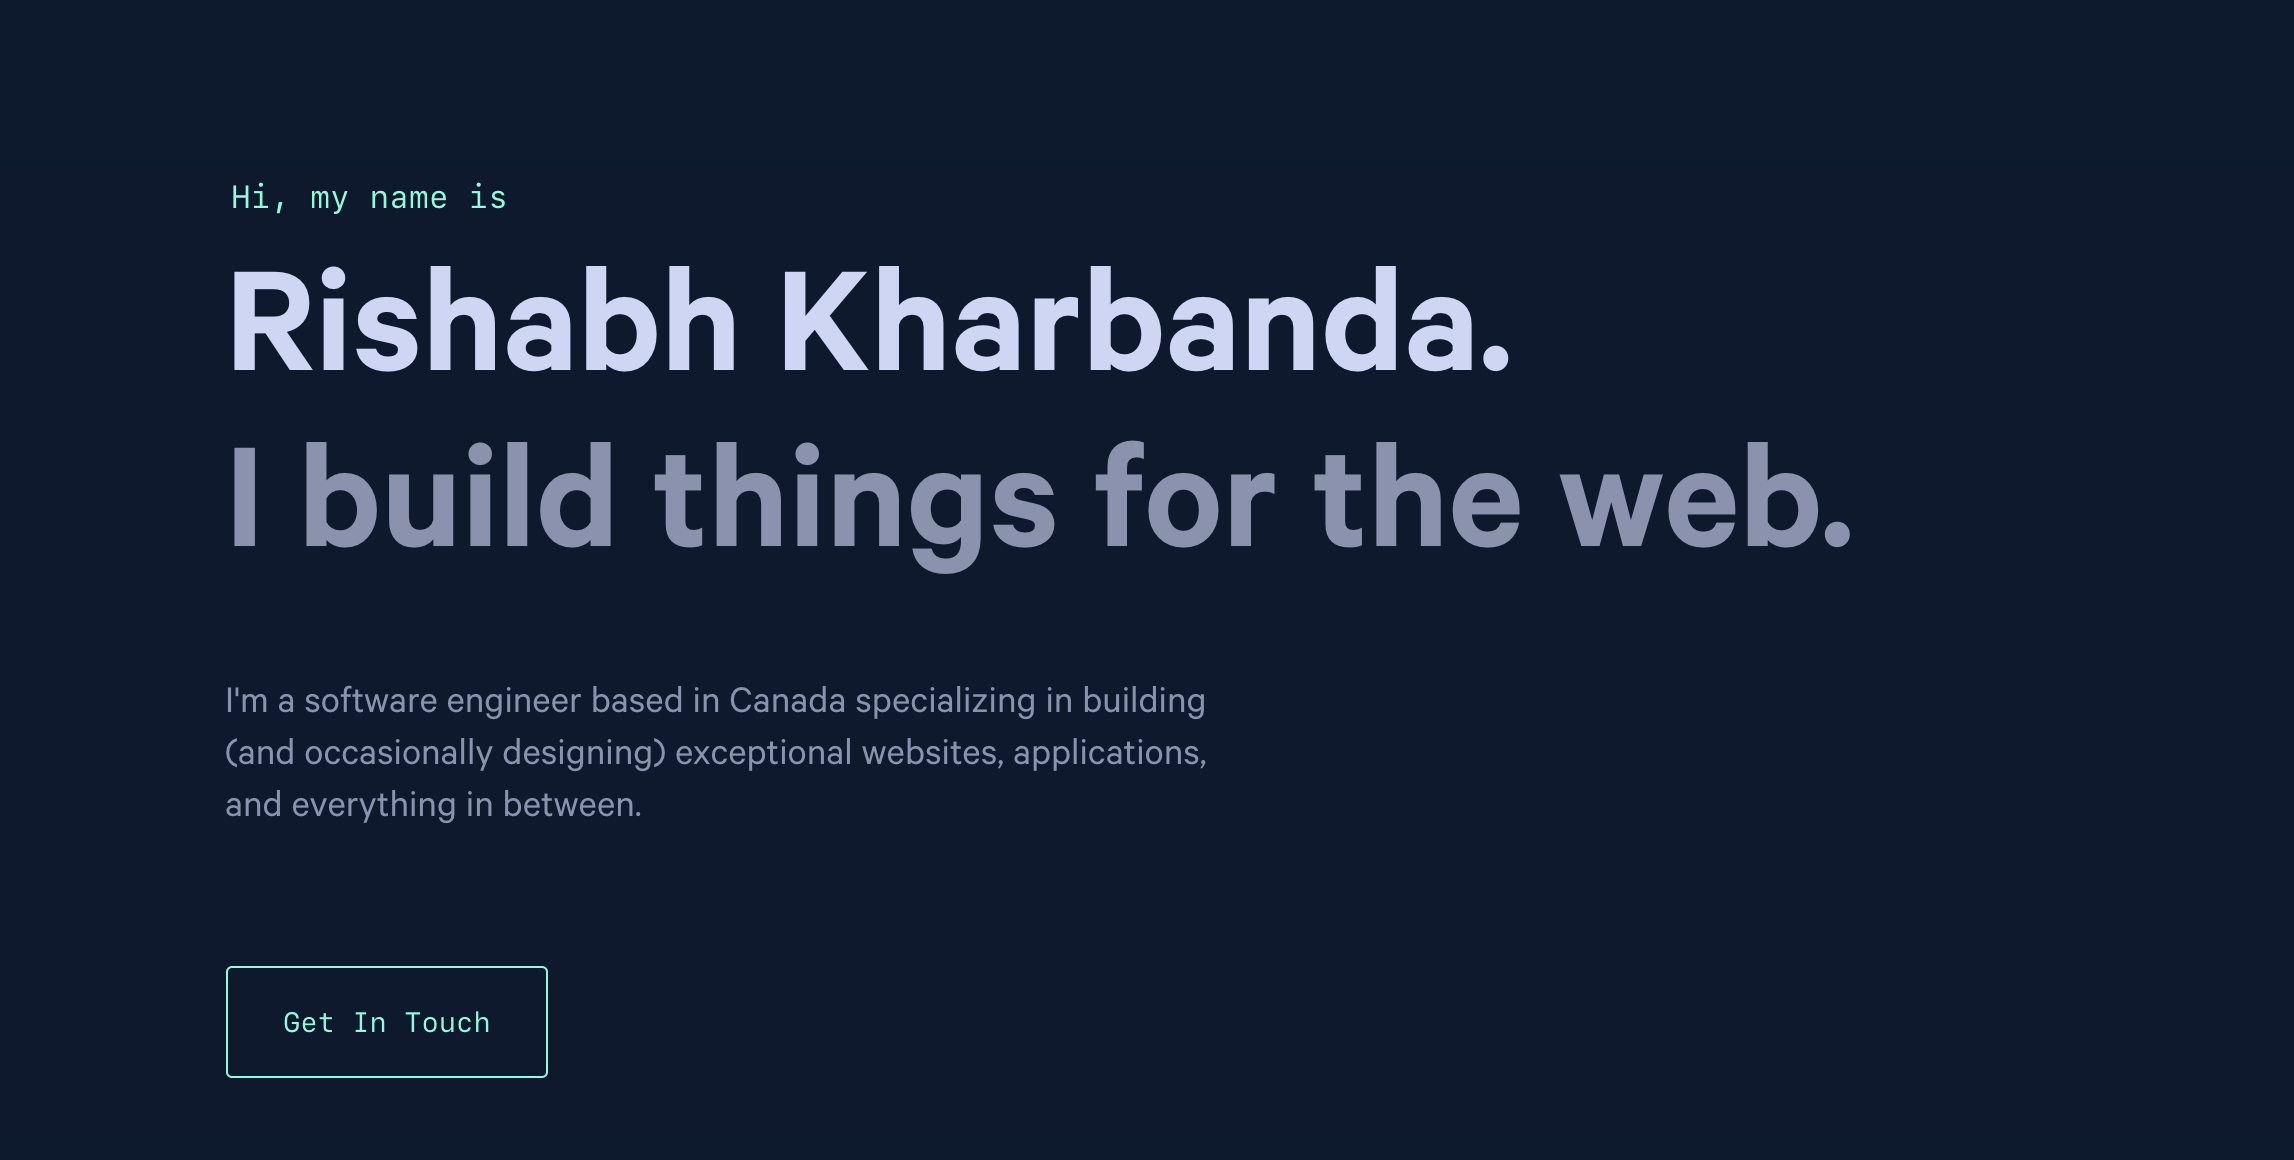 Hi, my name is
Rishabh Kharbanda.
I build things for the web.
I'm a software engineer based in Canada specializing in building
(and occasionally designing) exceptional websites, applications,
and everything in between.
Get In Touch